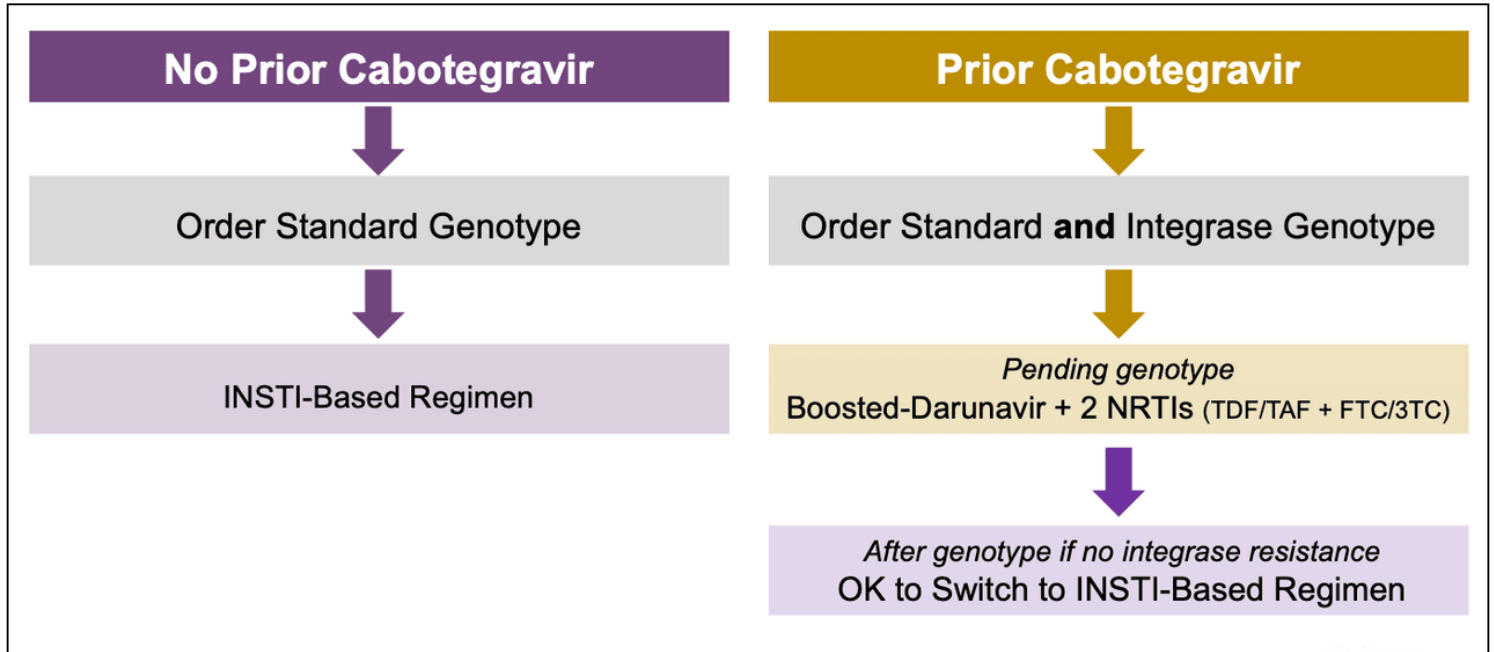 No Prior Cabotegravir
Order Standard Genotype
INSTI-Based Regimen
Prior Cabotegravir
Order Standard and Integrase Genotype
Pending genotype
Boosted-Darunavir + 2 NRTIs (TDF/TAF + FTC/3TC)
After genotype if no integrase resistance
OK to Switch to INSTI-Based Regimen